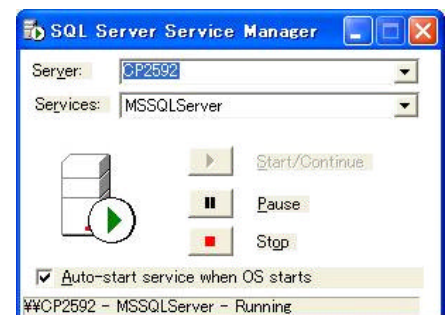 SQL Server Service Manager
Server: CP2592
Services: MSSQLServer
Start/Continue
Pause
Stop
Auto-start service when OS starts
¥¥CP2592 - MSSQLServer - Running